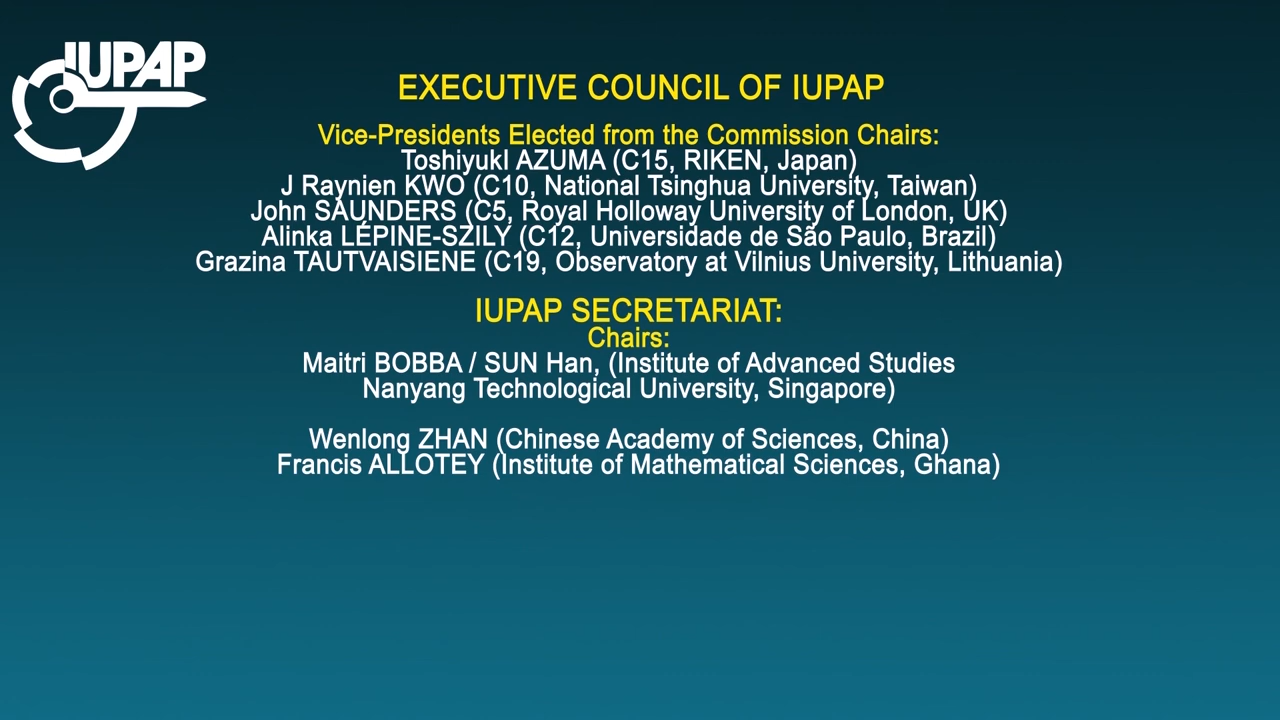 IUPAP
EXECUTIVE COUNCIL OF IUPAP
Vice-Presidents Elected from the Commission Chairs:
ToshiyukI AZUMA (C15, RIKEN, Japan)
J Raynien KWO (C10, National Tsinghua University, Taiwan)
John SAUNDERS (C5, Royal Holloway University of London, UK)
Alinka LÉPINE-SZILY (C12, Universidade de São Paulo, Brazil)
Grazina TAUTVAISIENE (C19, Observatory at Vilnius University, Lithuania)
IUPAP SECRETARIAT:
Chairs:
Maitri BOBBA / SUN Han, (Institute of Advanced Studies
Nanyang Technological University, Singapore)
Wenlong ZHAN (Chinese Academy of Sciences, China)
Francis ALLOTEY (Institute of Mathematical Sciences, Ghana)